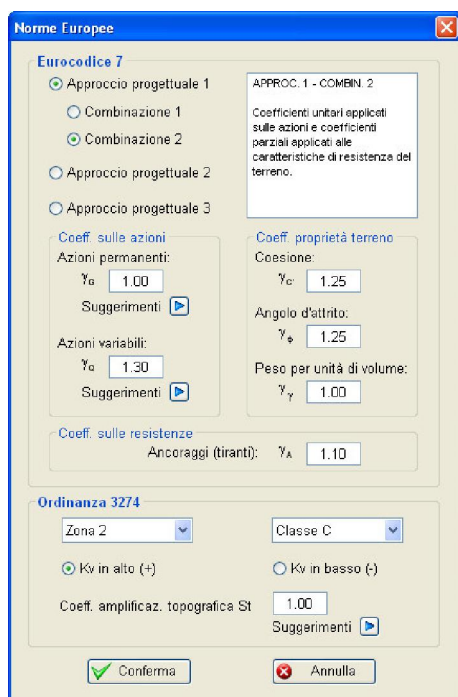 Norme Europee
Eurocodice 7
Approccio progettuale 1
Combinazione 1
Combinazione 2
Approccio progettuale 2
Approccio progettuale 3
APPROC. 1 - COMBIN. 2
Coefficienti unitari applicati
sulle azioni e coefficienti
parziali applicati alle
caratteristiche di resistenza del
terreno.
Coeff. sulle azioni
Azioni permanenti:
γG 1.00
Suggerimenti
Azioni variabili:
γQ 1.30
Suggerimenti
Coeff. proprietà terreno
Coesione:
γC' 1.25
Angolo d'attrito:
γϕ 1.25
Peso per unità di volume:
γγ 1.00
Coeff. sulle resistenze
Ancoraggi (tiranti): γA 1.10
Ordinanza 3274
Zona 2 Classe C
Kv in alto (+) Kv in basso (-)
Coeff. amplificaz. topografica St 1.00
Suggerimenti
Conferma Annulla